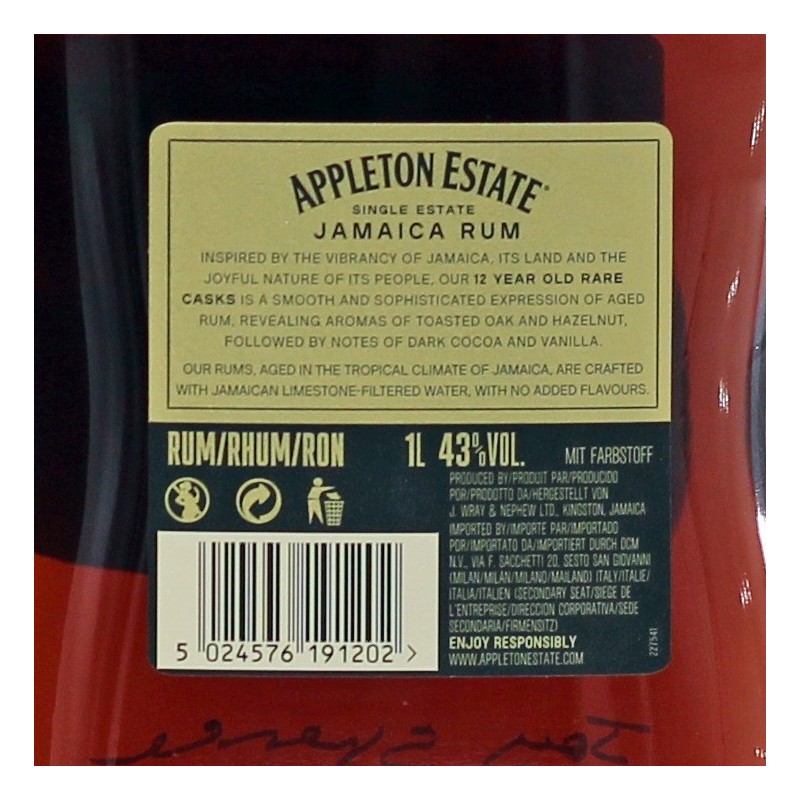 APPLETON ESTATE®
SINGLE ESTATE
JAMAICA RUM
INSPIRED BY THE VIBRANCY OF JAMAICA, ITS LAND AND THE
JOYFUL NATURE OF ITS PEOPLE, OUR 12 YEAR OLD RARE
CASKS IS A SMOOTH AND SOPHISTICATED EXPRESSION OF AGED
RUM, REVEALING AROMAS OF TOASTED OAK AND HAZELNUT,
FOLLOWED BY NOTES OF DARK COCOA AND VANILLA.
OUR RUMS, AGED IN THE TROPICAL CLIMATE OF JAMAICA, ARE CRAFTED
WITH JAMAICAN LIMESTONE-FILTERED WATER, WITH NO ADDED FLAVOURS.
RUM/RHUM/RON 1L 43%VOL. MIT FARBSTOFF
PRODUCED BY/PRODUIT PAR/PRODUCIDO
POR/PRODOTTO DA/HERGESTELLT VON
J. WRAY & NEPHEW LTD., KINGSTON, JAMAICA
IMPORTED BY/IMPORTE PAR/IMPORTADO
POR/IMPORTATO DA/IMPORTIERT DURCH DCM
N.V., VIA F. SACCHETTI 20, SESTO SAN GIOVANNI
(MILAN/MILAN/MILANO/MAILAND) ITALY/ITALIE/
ITALIA/ITALIEN (SECONDARY SEAT/SIEGE DE
L'ENTREPRISE/DIRECCION CORPORATIVA/SEDE
SECONDARIA/FIRMENSITZ)
ENJOY RESPONSIBLY
WWW.APPLETONESTATE.COM
227541
5 024576 191202 >